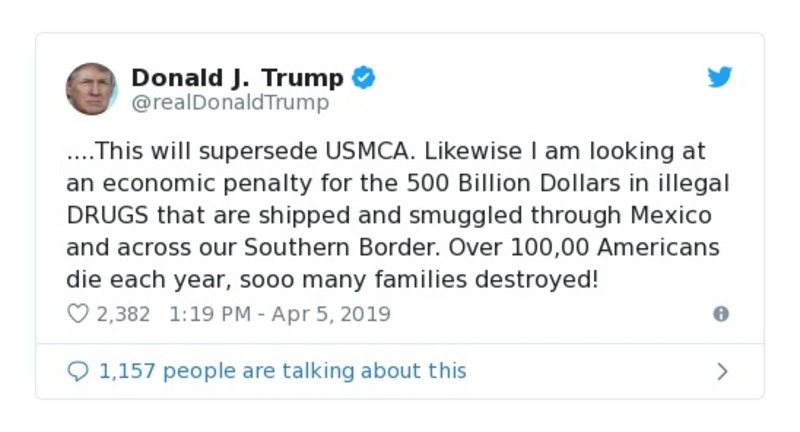 Donald J. Trump
@realDonaldTrump
....This will supersede USMCA. Likewise I am looking at
an economic penalty for the 500 Billion Dollars in illegal
DRUGS that are shipped and smuggled through Mexico
and across our Southern Border. Over 100,00 Americans
die each year, sooo many families destroyed!
2,382 1:19 PM - Apr 5, 2019
1,157 people are talking about this